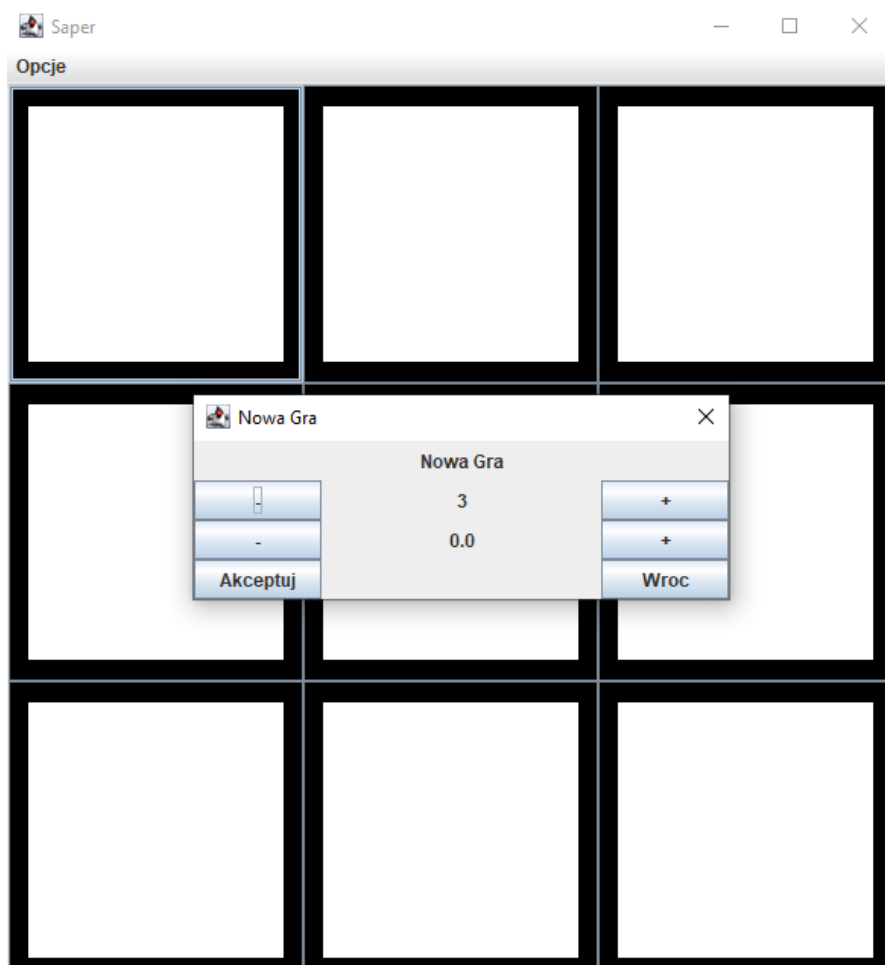 Saper
Opcje
Nowa Gra
Nowa Gra
- 3 +
- 0.0 +
Akceptuj Wroc